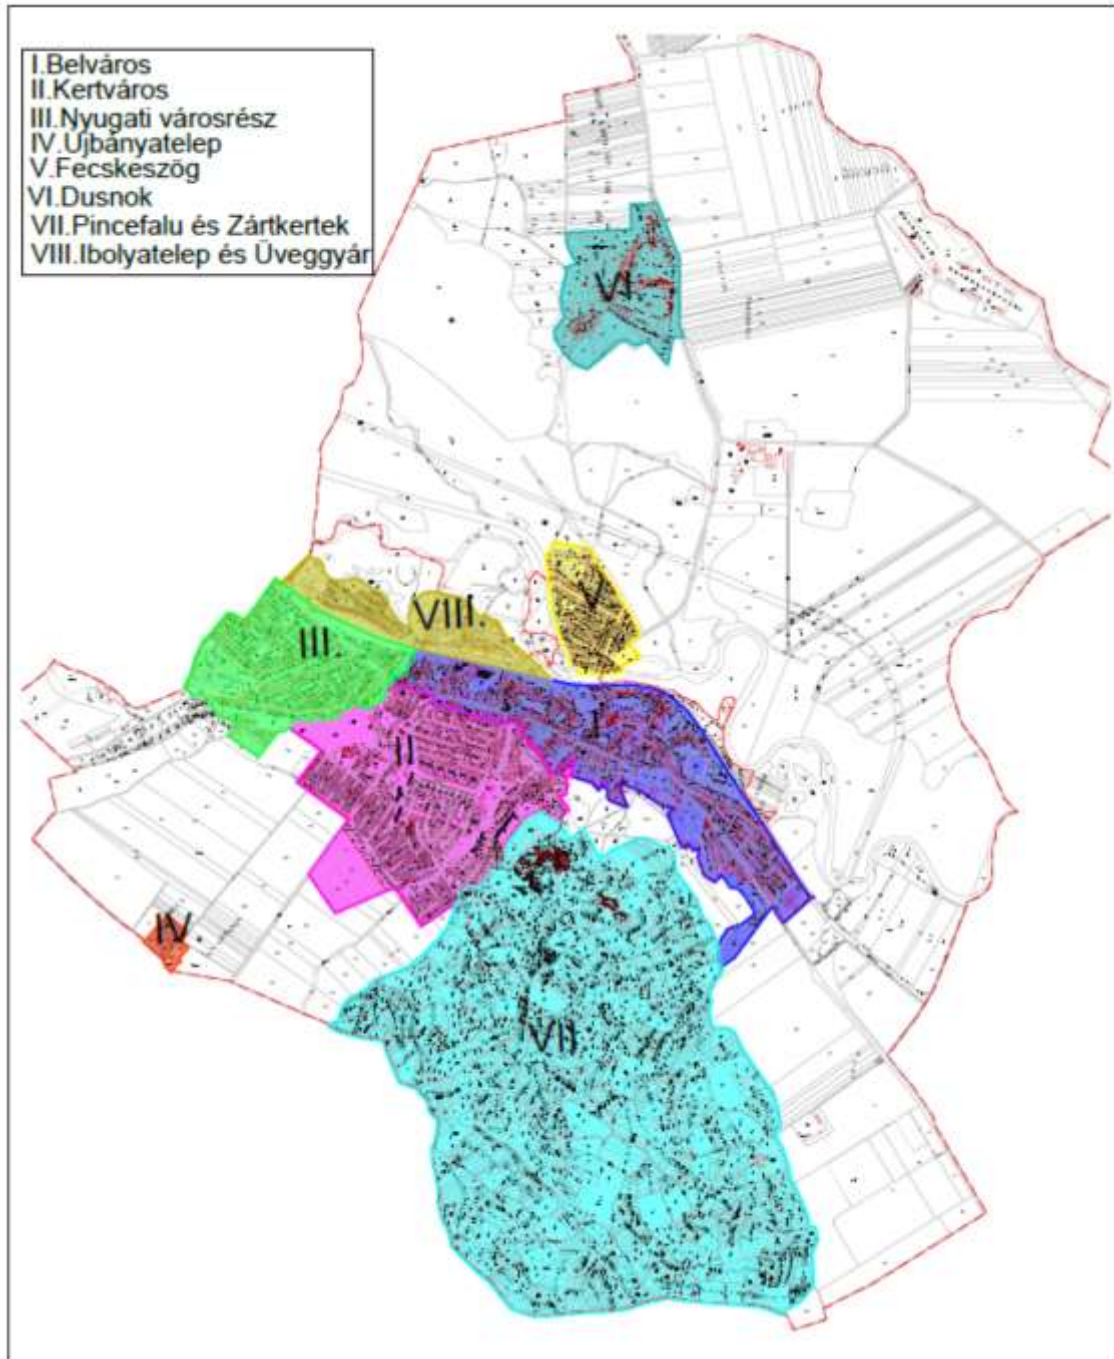 I.Belváros
II.Kertváros
III.Nyugati városrész
IV.Újbányatelep
V.Fecskeszög
VI.Dusnok
VII.Pincefalu és Zártkertek
VIII.Ibolyatelep és Üveggyár
VI
V
VIII.
III.
I
II
IV
VII